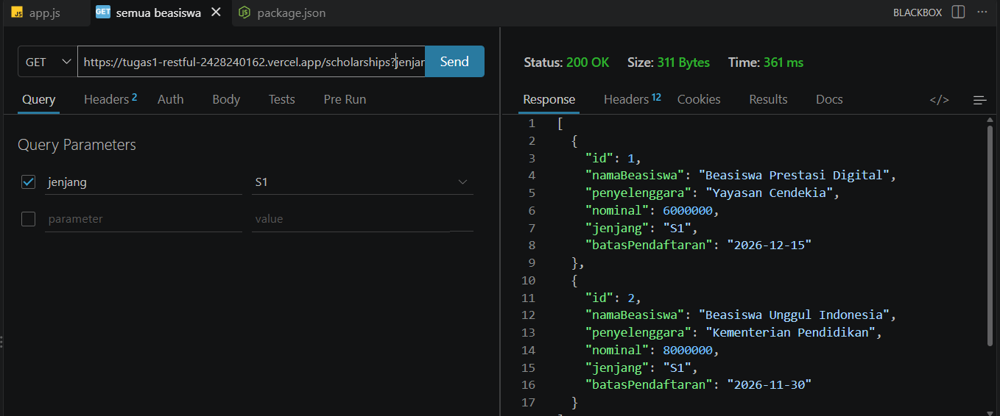 JS app.js GET semua beasiswa × package.json BLACKBOX ···
GET https://tugas1-restful-2428240162.vercel.app/scholarships?jenjar Send
Query Headers 2 Auth Body Tests Pre Run
Query Parameters
jenjang S1
parameter value
Status: 200 OK Size: 311 Bytes Time: 361 ms
Response Headers 12 Cookies Results Docs </>
1 [
2 {
3 "id": 1,
4 "namaBeasiswa": "Beasiswa Prestasi Digital",
5 "penyelenggara": "Yayasan Cendekia",
6 "nominal": 6000000,
7 "jenjang": "S1",
8 "batasPendaftaran": "2026-12-15"
9 },
10 {
11 "id": 2,
12 "namaBeasiswa": "Beasiswa Unggul Indonesia",
13 "penyelenggara": "Kementerian Pendidikan",
14 "nominal": 8000000,
15 "jenjang": "S1",
16 "batasPendaftaran": "2026-11-30"
17 }